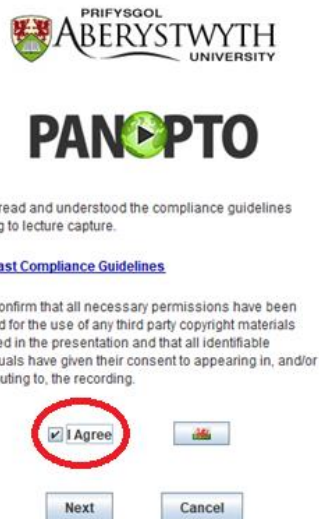 PRIFYSGOL
ABERYSTWYTH
UNIVERSITY
PANOPTO
read and understood the compliance guidelines
g to lecture capture.
ast Compliance Guidelines
onfirm that all necessary permissions have been
d for the use of any third party copyright materials
ed in the presentation and that all identifiable
uals have given their consent to appearing in, and/or
uting to, the recording.
I Agree
Next
Cancel